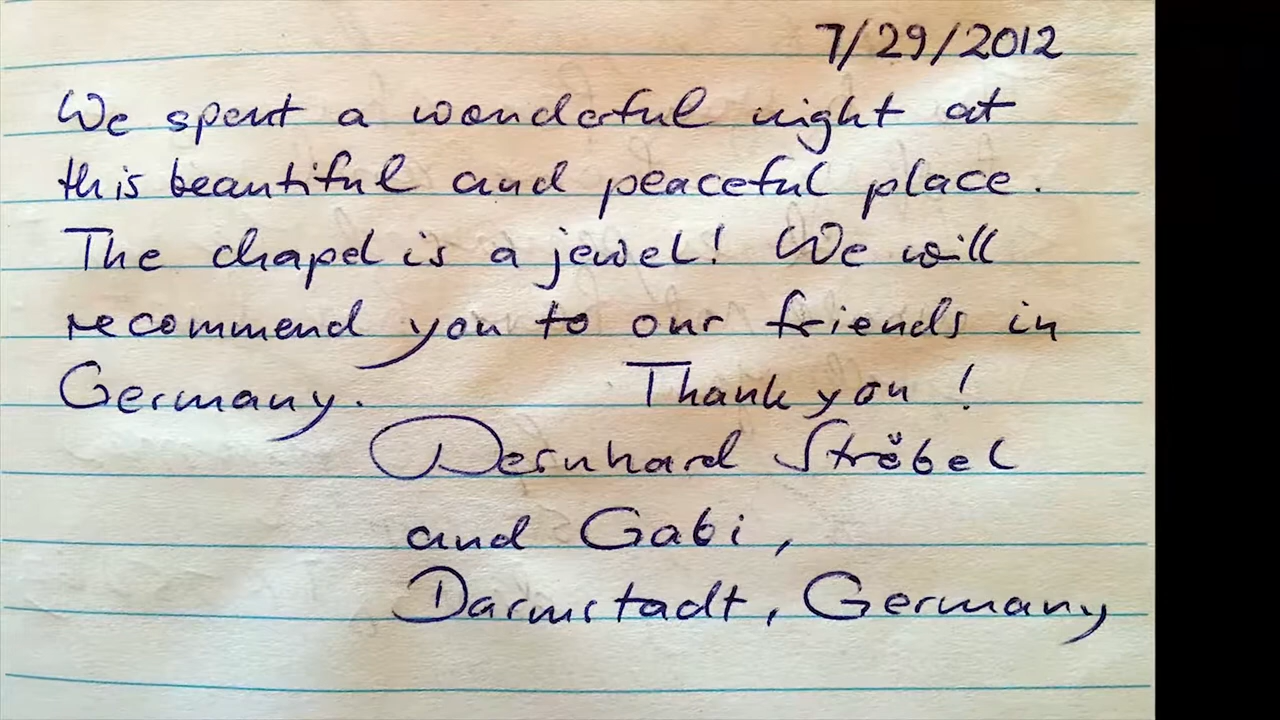 7/29/2012
We spent a wonderful night at
this beautiful and peaceful place.
The chapel is a jewel! We will
recommend you to our friends in
Germany. Thank you!
Bernhard Ströbel
and Gabi,
Darmstadt, Germany